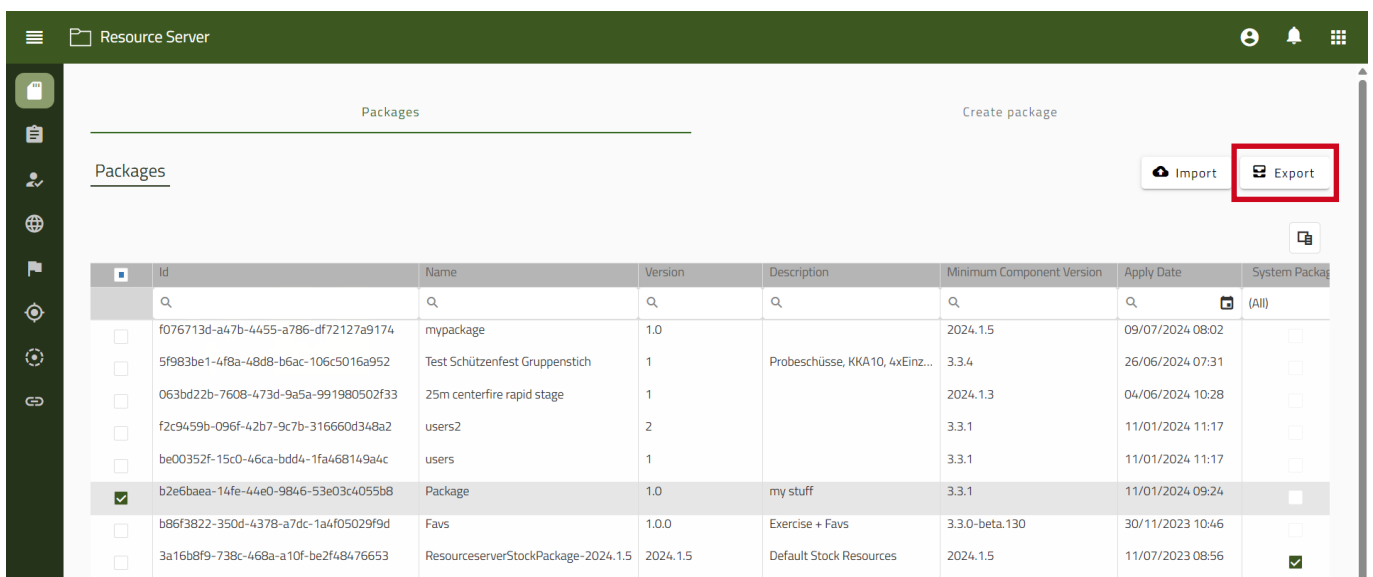 Resource Server
Packages Create package
Packages Import Export
Id Name Version Description Minimum Component Version Apply Date System Packag
(All)
f076713d-a47b-4455-a786-df72127a9174 mypackage 1.0 2024.1.5 09/07/2024 08:02
5f983be1-4f8a-48d8-b6ac-106c5016a952 Test Schützenfest Gruppenstich 1 Probeschüsse, KKA10, 4xEinz... 3.3.4 26/06/2024 07:31
063bd22b-7608-473d-9a5a-991980502f33 25m centerfire rapid stage 1 2024.1.3 04/06/2024 10:28
f2c9459b-096f-42b7-9c7b-316660d348a2 users2 2 3.3.1 11/01/2024 11:17
be00352f-15c0-46ca-bdd4-1fa468149a4c users 1 3.3.1 11/01/2024 11:17
b2e6baea-14fe-44e0-9846-53e03c4055b8 Package 1.0 my stuff 3.3.1 11/01/2024 09:24
b86f3822-350d-4378-a7dc-1a4f05029f9d Favs 1.0.0 Exercise + Favs 3.3.0-beta.130 30/11/2023 10:46
3a16b8f9-738c-468a-a10f-be2f48476653 ResourceserverStockPackage-2024.1.5 2024.1.5 Default Stock Resources 2024.1.5 11/07/2023 08:56